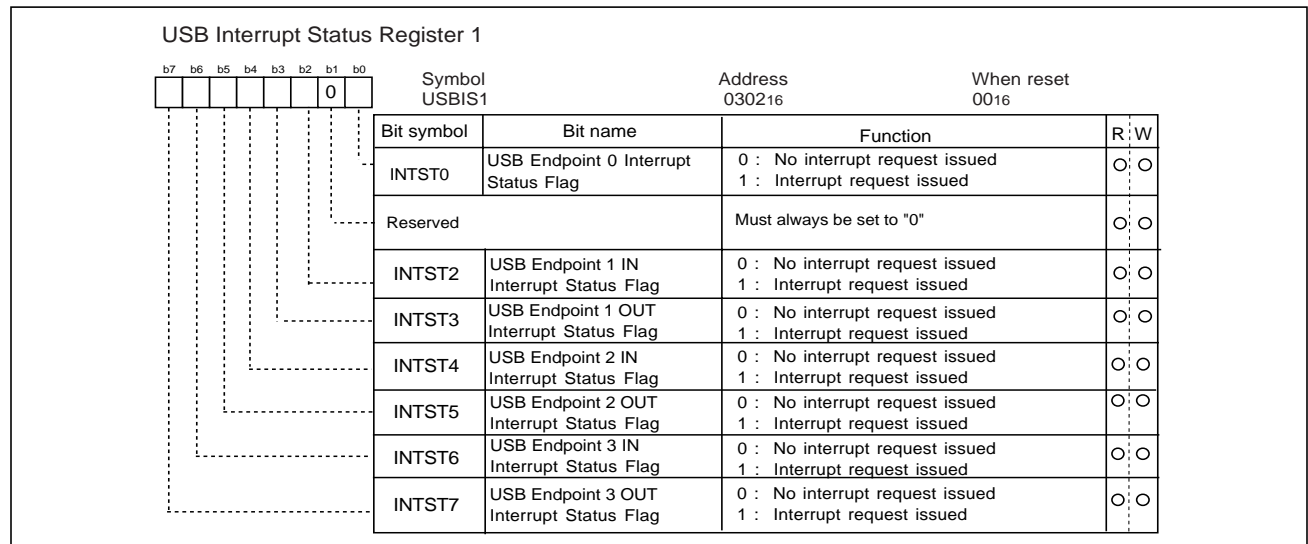 USB Interrupt Status Register 1
b7 b6 b5 b4 b3 b2 b1 b0
0
Symbol Address When reset
USBIS1 030216 0016
Bit symbol Bit name Function R W
INTST0 USB Endpoint 0 Interrupt Status Flag 0 : No interrupt request issued 1 : Interrupt request issued O O
Reserved Must always be set to "0" O O
INTST2 USB Endpoint 1 IN Interrupt Status Flag 0 : No interrupt request issued 1 : Interrupt request issued O O
INTST3 USB Endpoint 1 OUT Interrupt Status Flag 0 : No interrupt request issued 1 : Interrupt request issued O O
INTST4 USB Endpoint 2 IN Interrupt Status Flag 0 : No interrupt request issued 1 : Interrupt request issued O O
INTST5 USB Endpoint 2 OUT Interrupt Status Flag 0 : No interrupt request issued 1 : Interrupt request issued O O
INTST6 USB Endpoint 3 IN Interrupt Status Flag 0 : No interrupt request issued 1 : Interrupt request issued O O
INTST7 USB Endpoint 3 OUT Interrupt Status Flag 0 : No interrupt request issued 1 : Interrupt request issued O O